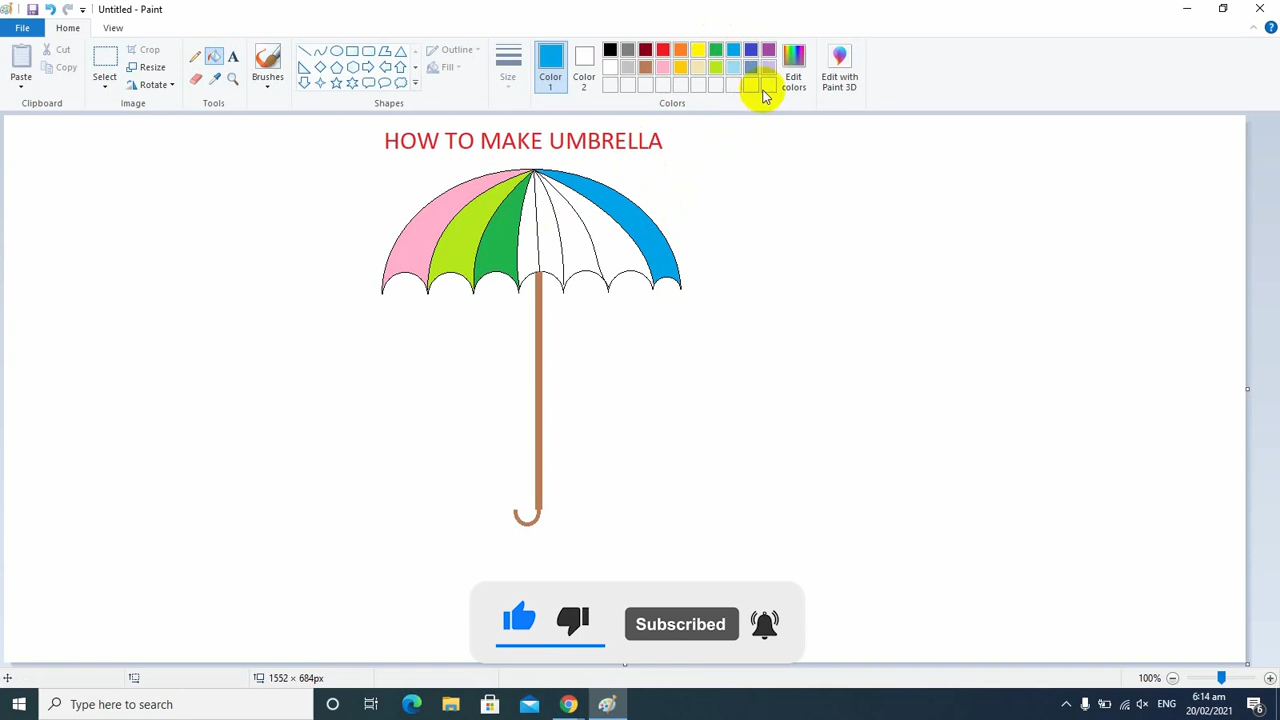 Untitled - Paint
File Home View
Paste
Cut
Copy
Clipboard
Select
Crop
Resize
Rotate
Image
A
Tools
Brushes
Outline
Fill
Shapes
Size
Color 1
Color 2
Edit colors
Colors
Edit with Paint 3D
HOW TO MAKE UMBRELLA
Subscribed
1552 × 684px
100%
Type here to search
ENG
6:14 am
20/02/2021
6